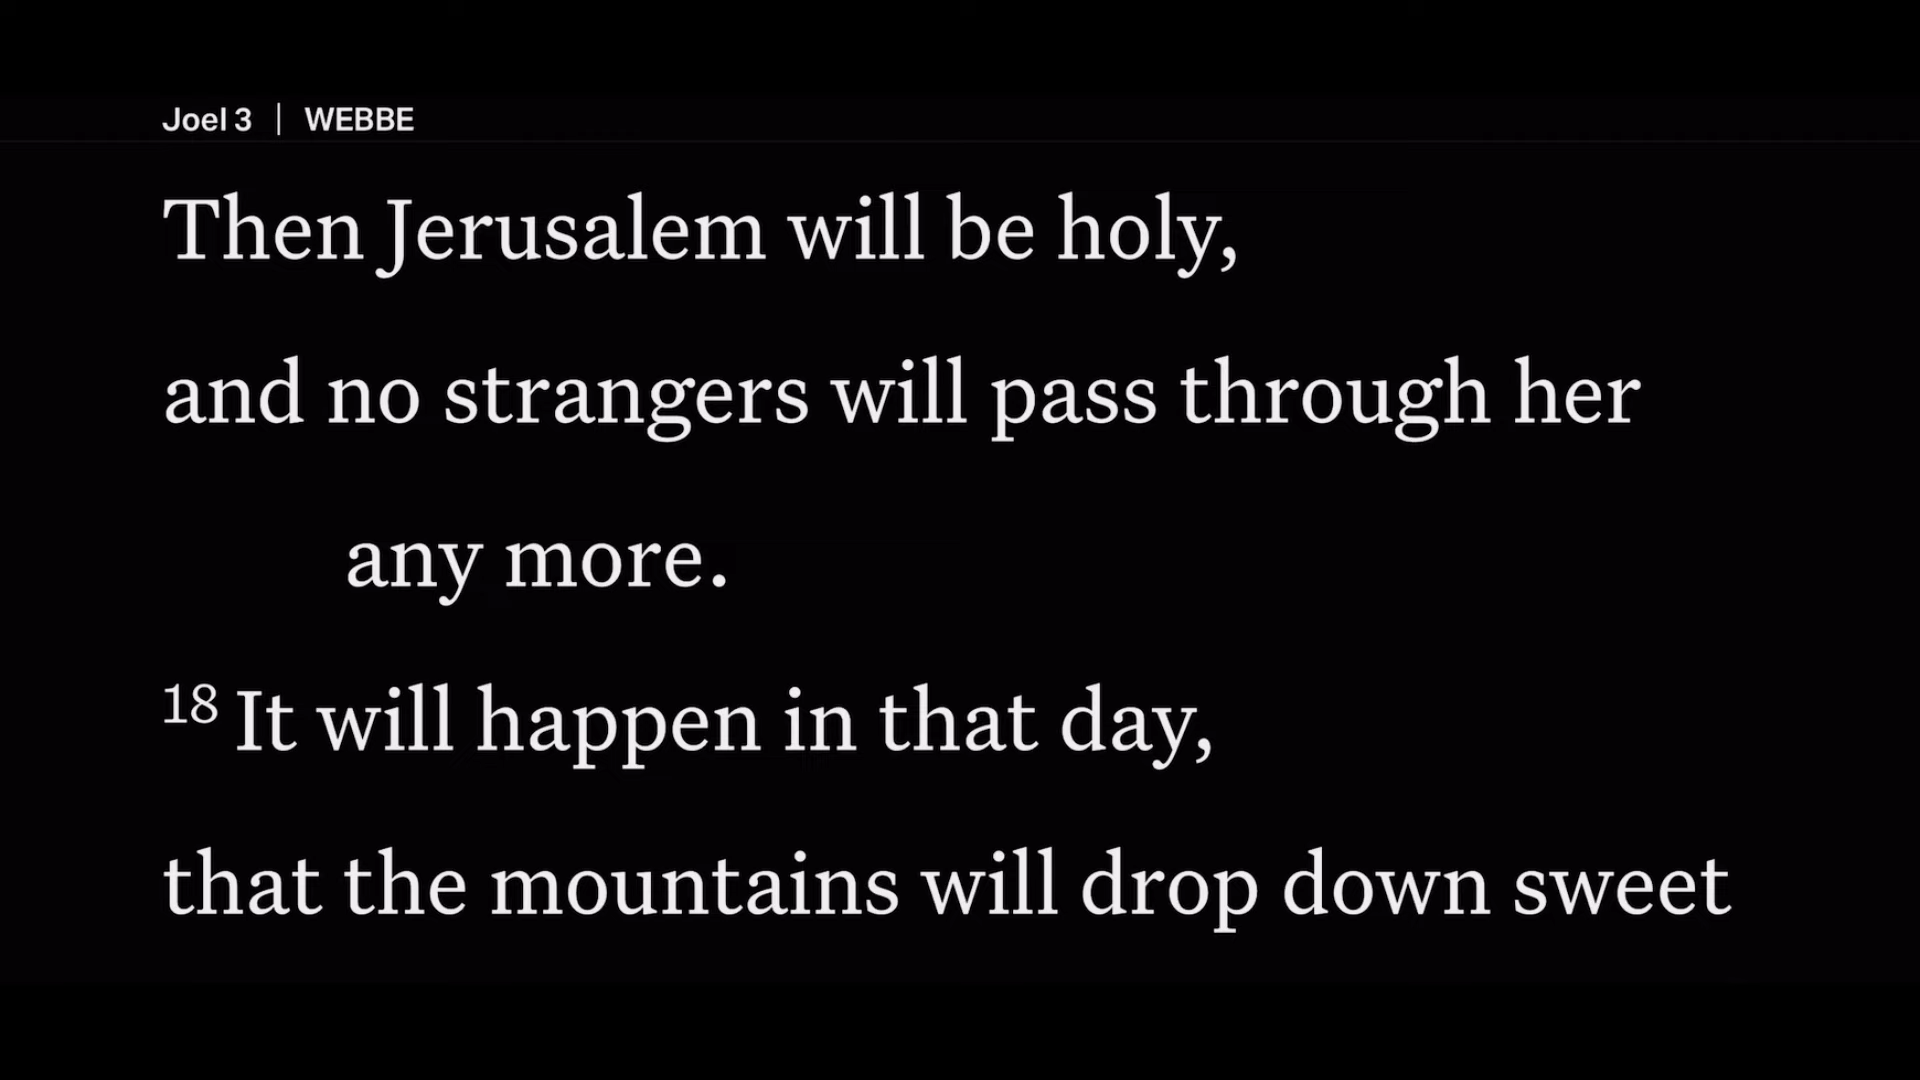 Joel 3 | WEBBE
Then Jerusalem will be holy,
and no strangers will pass through her
any more.
18 It will happen in that day,
that the mountains will drop down sweet